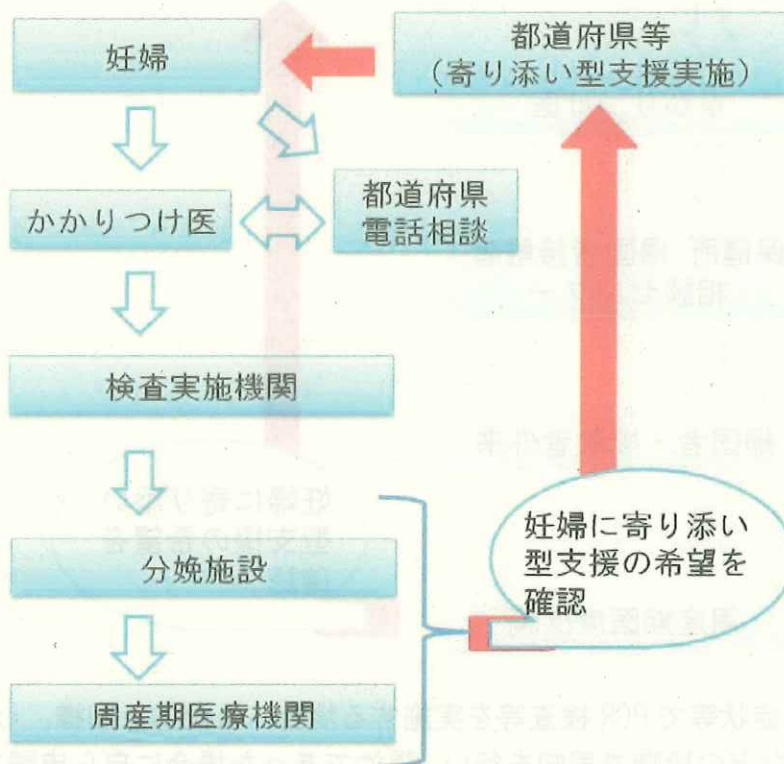 妊婦
都道府県等
（寄り添い型支援実施）
かかりつけ医
都道府県
電話相談
検査実施機関
分娩施設
周産期医療機関
妊婦に寄り添い
型支援の希望を
確認